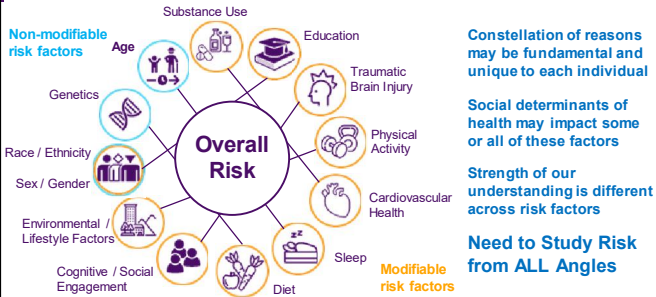 Substance Use
Non-modifiable
risk factors
Age
Education
Traumatic
Brain Injury
Genetics
Physical
Activity
Race / Ethnicity
Sex / Gender
Overall
Risk
Cardiovascular
Health
Environmental /
Lifestyle Factors
zz
Sleep
Cognitive / Social
Engagement
Diet
Modifiable
risk factors
Constellation of reasons
may be fundamental and
unique to each individual
Social determinants of
health may impact some
or all of these factors
Strength of our
understanding is different
across risk factors
Need to Study Risk
from ALL Angles